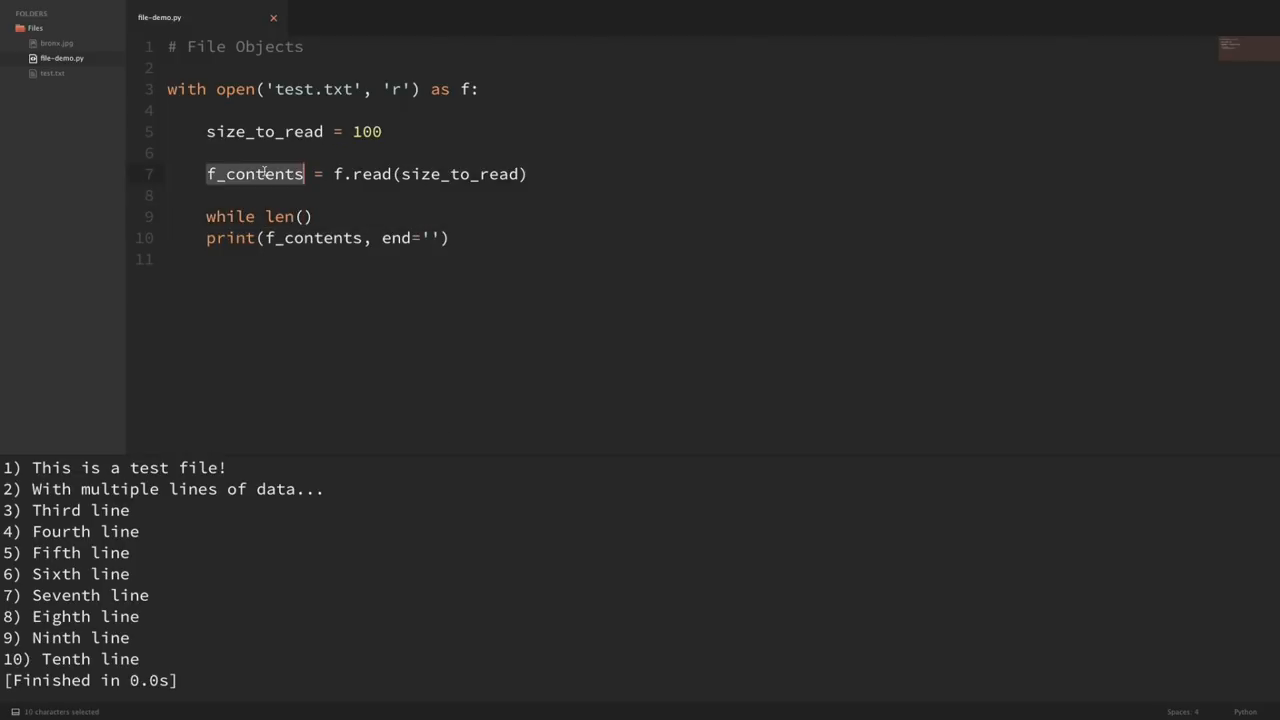 FOLDERS
Files
bronx.jpg
file-demo.py
test.txt
file-demo.py
1 # File Objects
2
3 with open('test.txt', 'r') as f:
4
5 size_to_read = 100
6
7 f_contents = f.read(size_to_read)
8
9 while len()
10 print(f_contents, end='')
11
1) This is a test file!
2) With multiple lines of data...
3) Third line
4) Fourth line
5) Fifth line
6) Sixth line
7) Seventh line
8) Eighth line
9) Ninth line
10) Tenth line
[Finished in 0.0s]
10 characters selected
Spaces: 4
Python